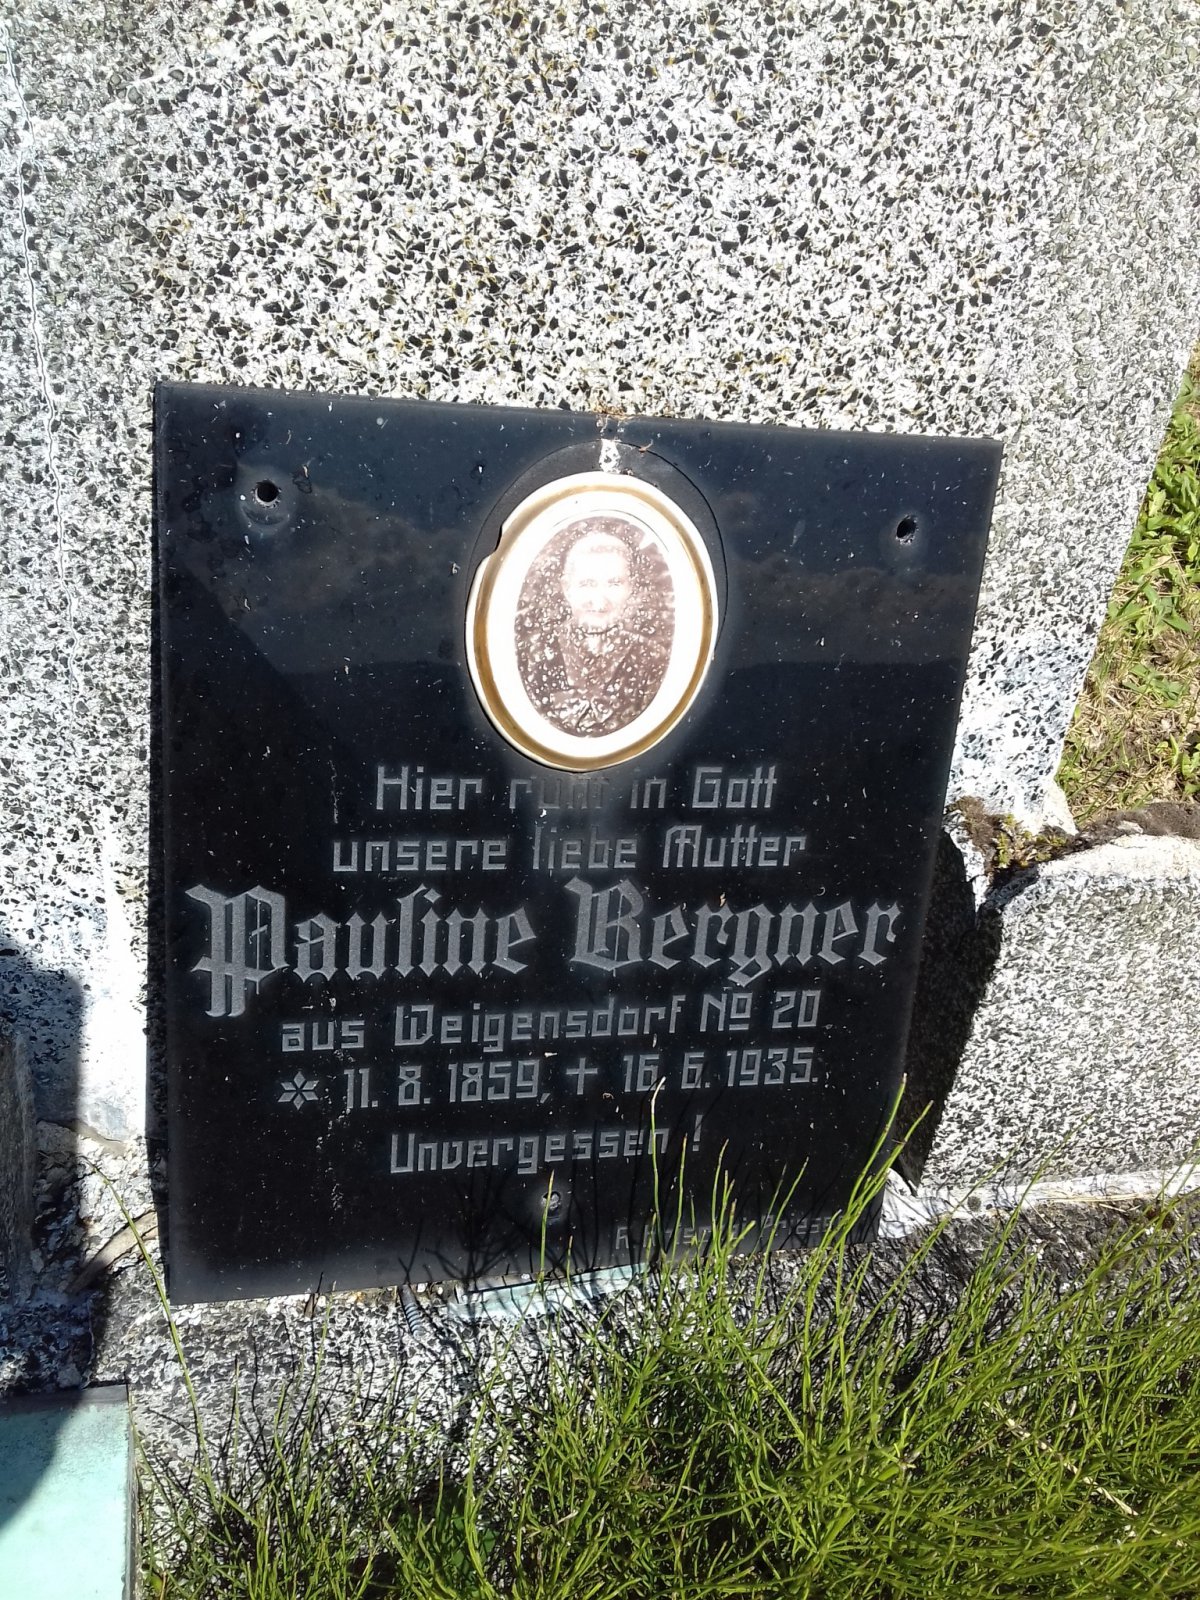 Hier ruht in Gott
unsere liebe Mutter
Pauline Bergner
aus Weigensdorf No 20
* 11. 8. 1859, + 16. 6. 1935.
Unvergessen !